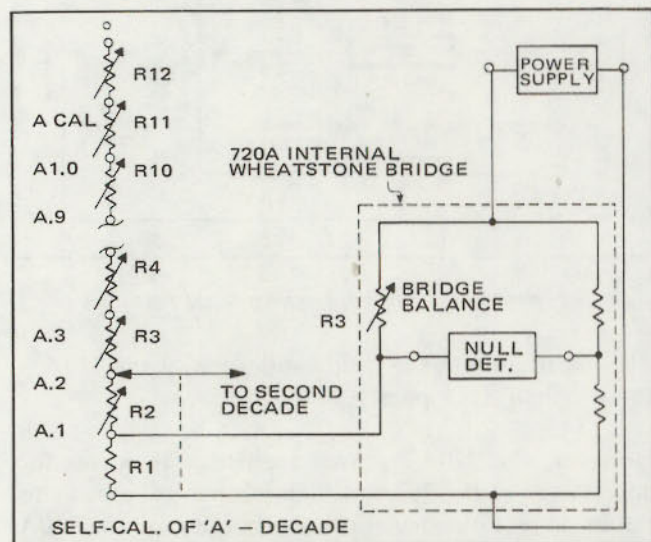 R12
A CAL R11
A1.0 R10
A.9
R4
A.3 R3
A.2
R2
A.1
R1
TO SECOND
DECADE
POWER
SUPPLY
720A INTERNAL
WHEATSTONE BRIDGE
BRIDGE
BALANCE
R3
NULL
DET.
SELF-CAL. OF 'A' – DECADE